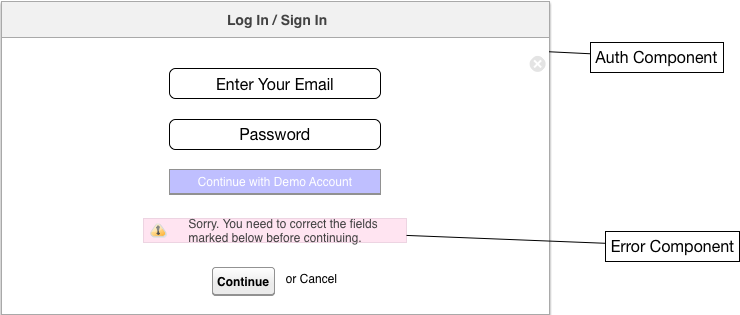 Log In / Sign In
Auth Component
Enter Your Email
Password
Continue with Demo Account
Sorry. You need to correct the fields
marked below before continuing.
Error Component
Continue
or Cancel